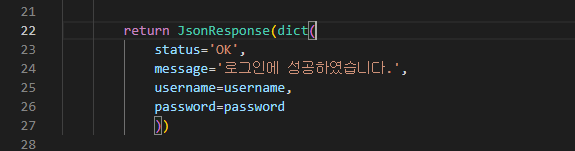 21
22 return JsonResponse(dict(
23 status='OK',
24 message='로그인에 성공하였습니다.',
25 username=username,
26 password=password
27 ))
28